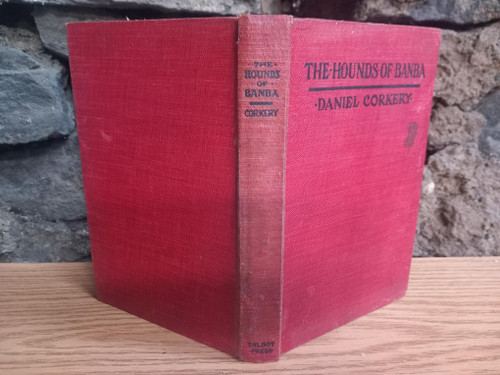 THE
HOUNDS
OF
BANBA
CORKERY
TALBOT
PRESS
THE·HOUNDS·OF BANBA
·DANIEL CORKERY·